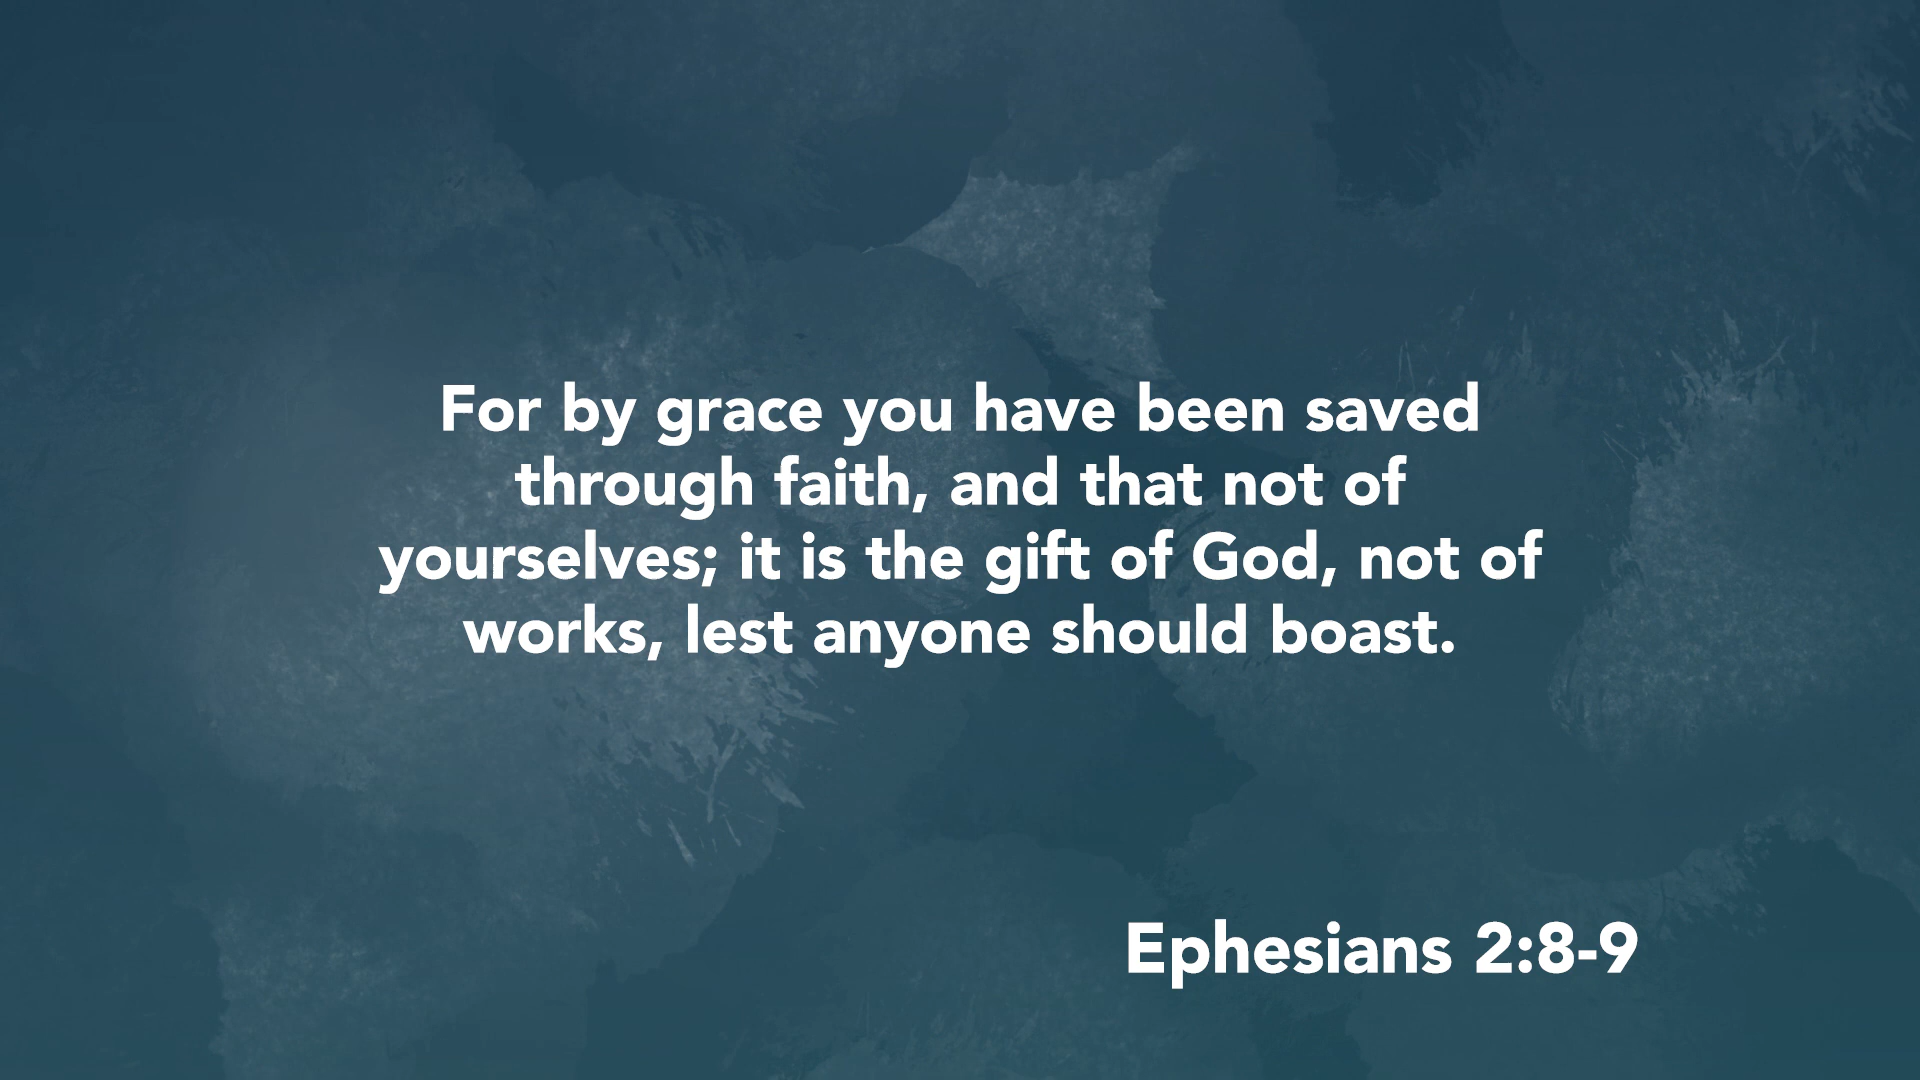 For by grace you have been saved
through faith, and that not of
yourselves; it is the gift of God, not of
works, lest anyone should boast.
Ephesians 2:8-9